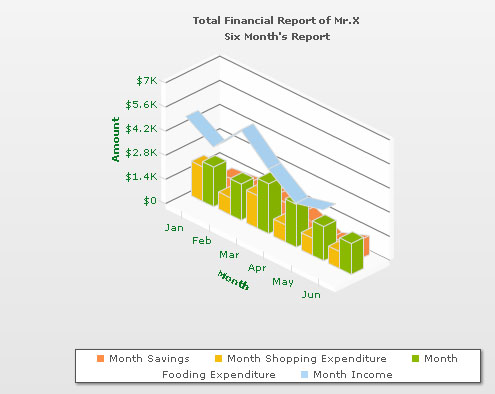 Total Financial Report of Mr.X
Six Month's Report
$7K
$5.6K
$4.2K
$2.8K
$1.4K
$0
Amount
Jan
Feb
Mar
Apr
May
Jun
Month
Month Savings
Month Shopping Expenditure
Month
Fooding Expenditure
Month Income